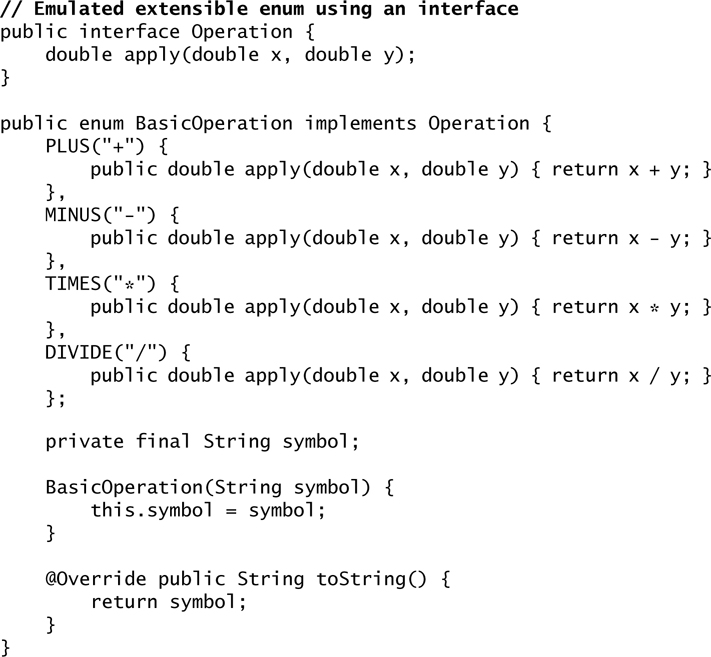 // Emulated extensible enum using an interface
public interface Operation {
    double apply(double x, double y);
}

public enum BasicOperation implements Operation {
    PLUS("+") {
        public double apply(double x, double y) { return x + y; }
    },
    MINUS("-") {
        public double apply(double x, double y) { return x - y; }
    },
    TIMES("*") {
        public double apply(double x, double y) { return x * y; }
    },
    DIVIDE("/") {
        public double apply(double x, double y) { return x / y; }
    };

    private final String symbol;

    BasicOperation(String symbol) {
        this.symbol = symbol;
    }

    @Override public String toString() {
        return symbol;
    }
}